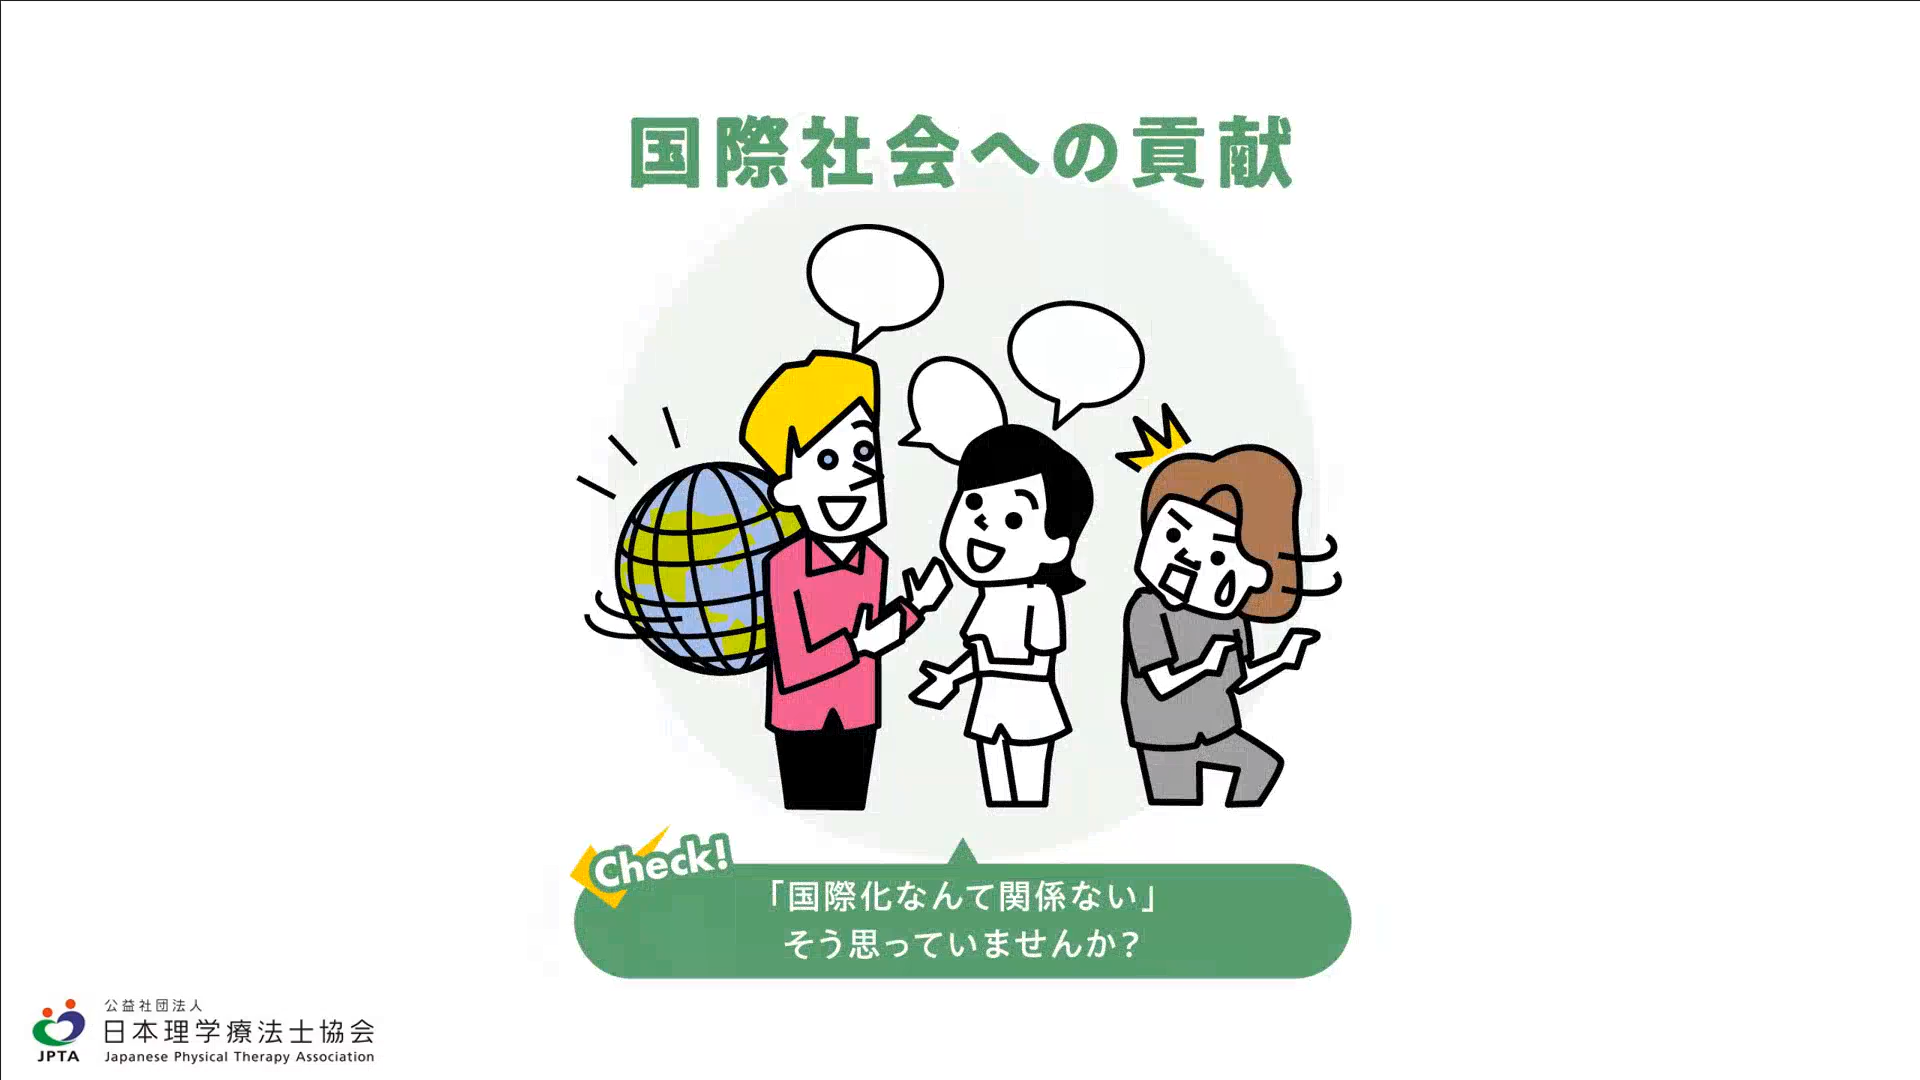 国際社会への貢献
Check!
「国際化なんて関係ない」
そう思っていませんか？
公益社団法人
日本理学療法士協会
JPTA
Japanese Physical Therapy Association